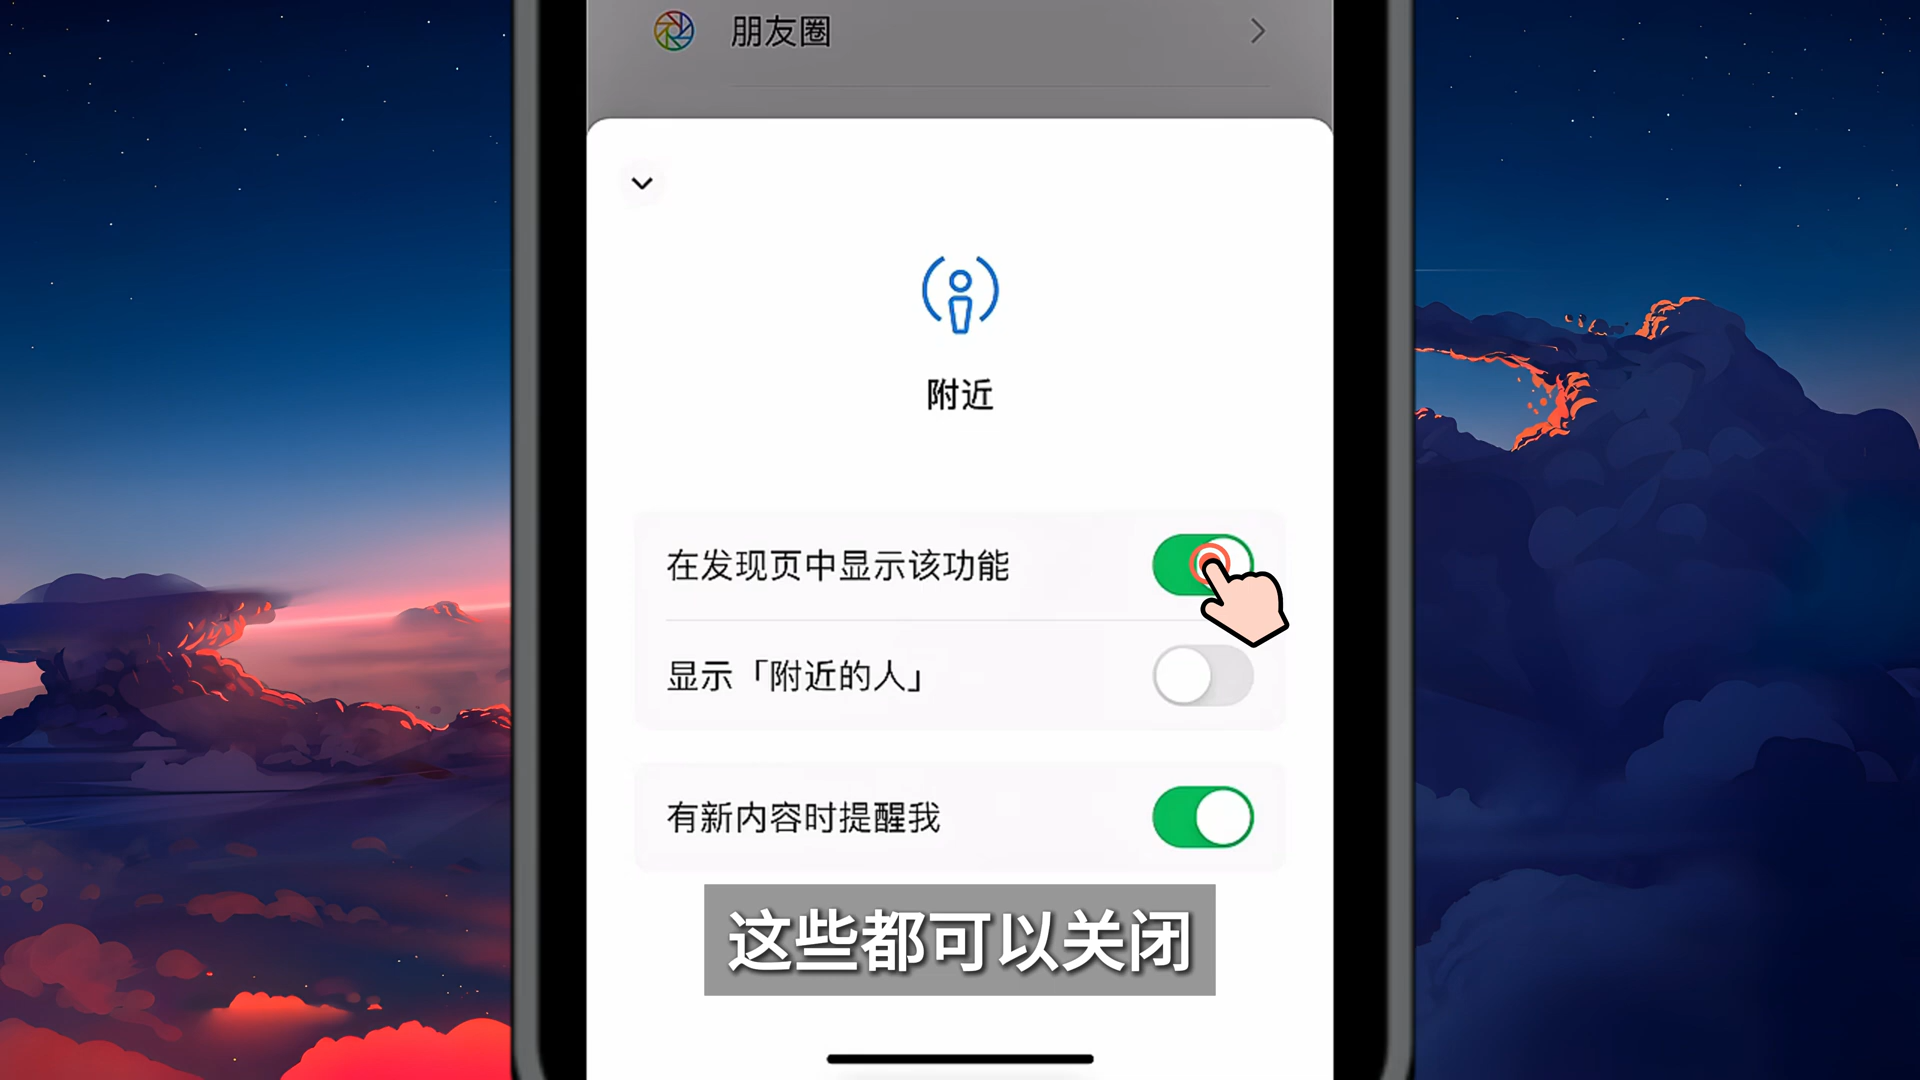 朋友圈
附近
在发现页中显示该功能
显示「附近的人」
有新内容时提醒我
这些都可以关闭